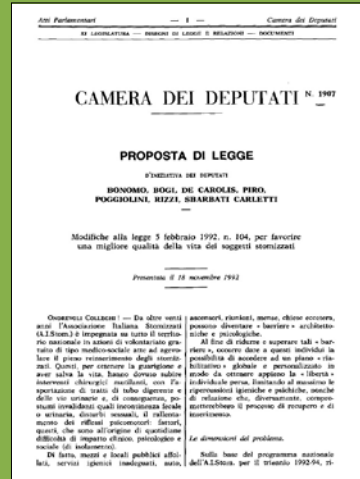 Atti Parlamentari — 1 — Camera dei Deputati
XI LEGISLATURA — DISEGNI DI LEGGE E RELAZIONI — DOCUMENTI
CAMERA DEI DEPUTATI N. 1907
PROPOSTA DI LEGGE
D'INIZIATIVA DEI DEPUTATI
BONOMO, BOGI, DE CAROLIS, PIRO,
POGGIOLINI, RIZZI, SBARBATI CARLETTI
Modifiche alla legge 5 febbraio 1992, n. 104, per favorire
una migliore qualità della vita dei soggetti stomizzati
Presentata il 18 novembre 1992
ONOREVOLI COLLEGHI ! — Da oltre venti
anni l'Associazione Italiana Stomizzati
(A.I.Stom.) è impegnata su tutto il territo-
rio nazionale in azioni di volontariato gra-
tuito di tipo medico-sociale atte ad agevo-
lare il pieno reinserimento degli stomiz-
zati. Questi, per ottenere la guarigione o
aver salva la vita, hanno dovuto subire
interventi chirurgici mutilanti, con l'a-
sportazione di tratti di tubo digerente e
delle vie urinarie e, di conseguenza, po-
stumi invalidanti quali incontinenza fecale
o urinaria, disturbi sessuali, il rallenta-
mento dei riflessi psicomotori: fattori,
questi, che sono all'origine di quotidiane
difficoltà di impatto clinico, psicologico e
sociale (di isolamento).
Di fatto, mezzi e locali pubblici affol-
lati, servizi igienici inadeguati, auto,
ascensori, riunioni, mense, chiese eccetera,
possono diventare « barriere » architetto-
niche e psicologiche.
Al fine di ridurre e superare tali « bar-
riere », occorre dare a questi individui la
possibilità di accedere ad un piano « ria-
bilitativo » globale e personalizzato in
modo da ottenere appieno la « libertà »
individuale persa, limitando al massimo le
ripercussioni igieniche e psichiche, nonché
di relazione che, diversamente, compro-
metterebbero il processo di recupero e di
inserimento.
Le dimensioni del problema.
Sulla base del programma nazionale
dell'A.I.Stom. per il triennio 1992-94, ri-